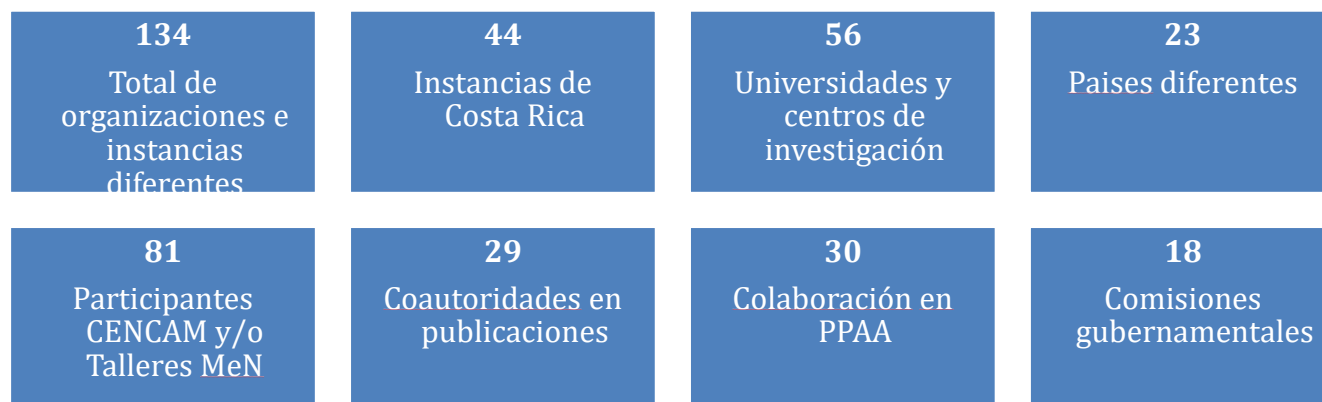 134
Total de
organizaciones e
instancias
diferentes
44
Instancias de
Costa Rica
56
Universidades y
centros de
investigación
23
Paises diferentes
81
Participantes
CENCAM y/o
Talleres MeN
29
Coautoridades en
publicaciones
30
Colaboración en
PPAA
18
Comisiones
gubernamentales